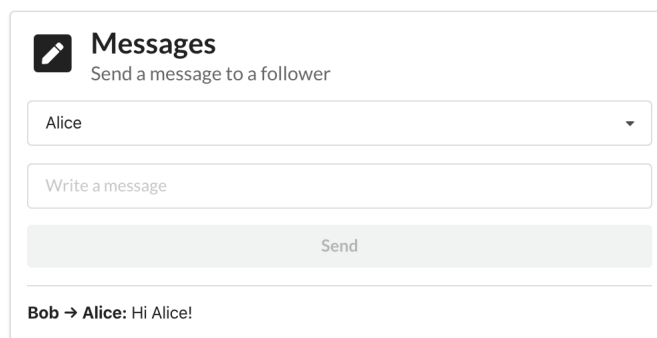 Messages
Send a message to a follower
Alice
Write a message
Send
Bob → Alice: Hi Alice!